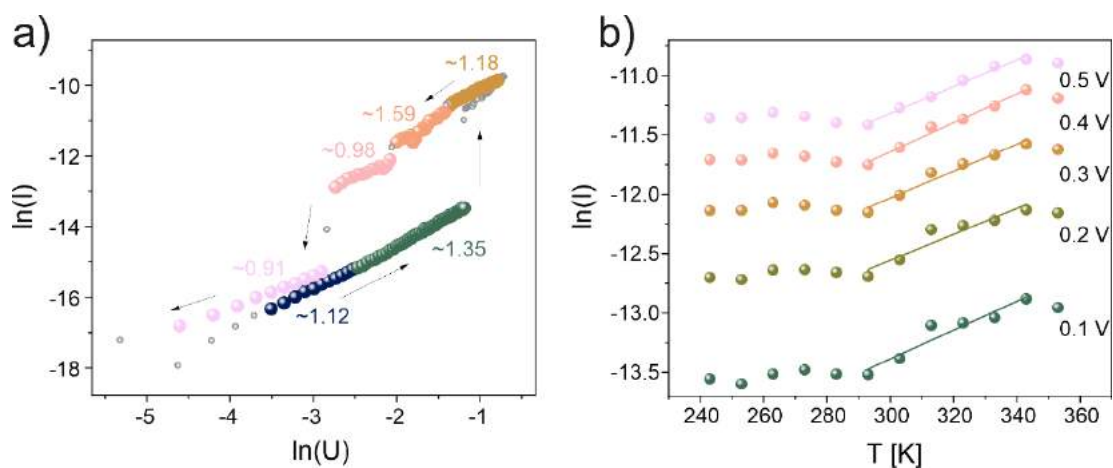 a)
ln(I)
-10
-12
-14
-16
-18
~1.18
~1.59
~0.98
~0.91
~1.35
~1.12
-5
-4
-3
-2
-1
ln(U)
b)
ln(I)
-11.0
-11.5
-12.0
-12.5
-13.0
-13.5
0.5 V
0.4 V
0.3 V
0.2 V
0.1 V
240
260
280
300
320
340
360
T [K]